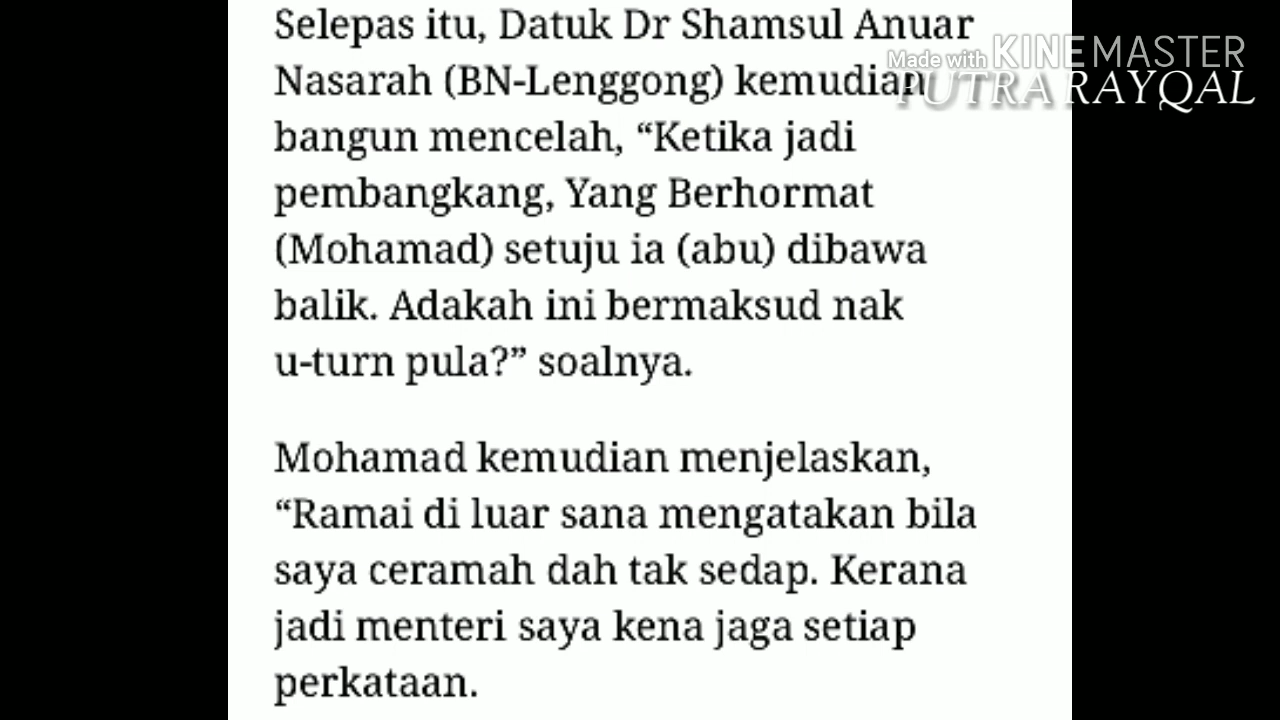 Selepas itu, Datuk Dr Shamsul Anuar
Made with KINEMASTER
Nasarah (BN-Lenggong) kemudian
PUTRA RAYQAL
bangun mencelah, “Ketika jadi
pembangkang, Yang Berhormat
(Mohamad) setuju ia (abu) dibawa
balik. Adakah ini bermaksud nak
u-turn pula?” soalnya.
Mohamad kemudian menjelaskan,
“Ramai di luar sana mengatakan bila
saya ceramah dah tak sedap. Kerana
jadi menteri saya kena jaga setiap
perkataan.